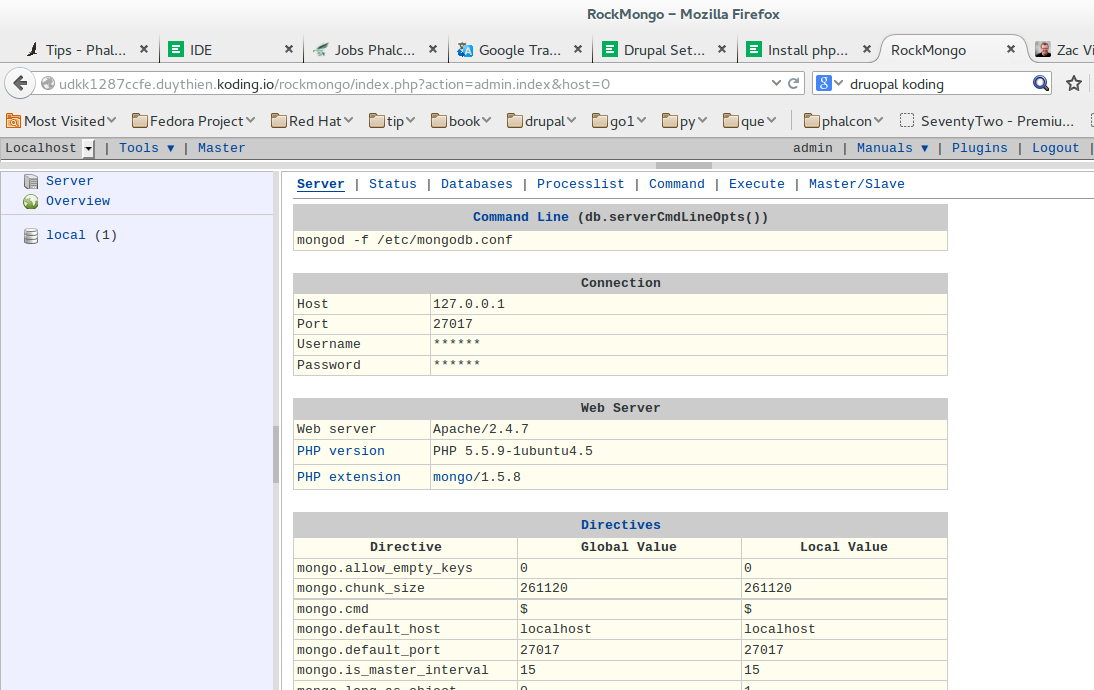 RockMongo – Mozilla Firefox
Tips - Phal... × IDE × Jobs Phalc... × Google Tra... × Drupal Set... × Install php... × RockMongo × Zac Vi
udkk1287ccfe.duythien.koding.io/rockmongo/index.php?action=admin.index&host=0 8 druopal koding
Most Visited Fedora Project Red Hat tip book drupal go1 py que phalcon SeventyTwo - Premiu...
Localhost | Tools ▾ | Master admin | Manuals ▾ | Plugins | Logout |
Server
Overview
local (1)
Server | Status | Databases | Processlist | Command | Execute | Master/Slave
Command Line (db.serverCmdLineOpts())
mongod -f /etc/mongodb.conf
Connection
Host 127.0.0.1
Port 27017
Username ******
Password ******
Web Server
Web server Apache/2.4.7
PHP version PHP 5.5.9-1ubuntu4.5
PHP extension mongo/1.5.8
Directives
Directive Global Value Local Value
mongo.allow_empty_keys 0 0
mongo.chunk_size 261120 261120
mongo.cmd $ $
mongo.default_host localhost localhost
mongo.default_port 27017 27017
mongo.is_master_interval 15 15
mongo.long_as_object 0 1